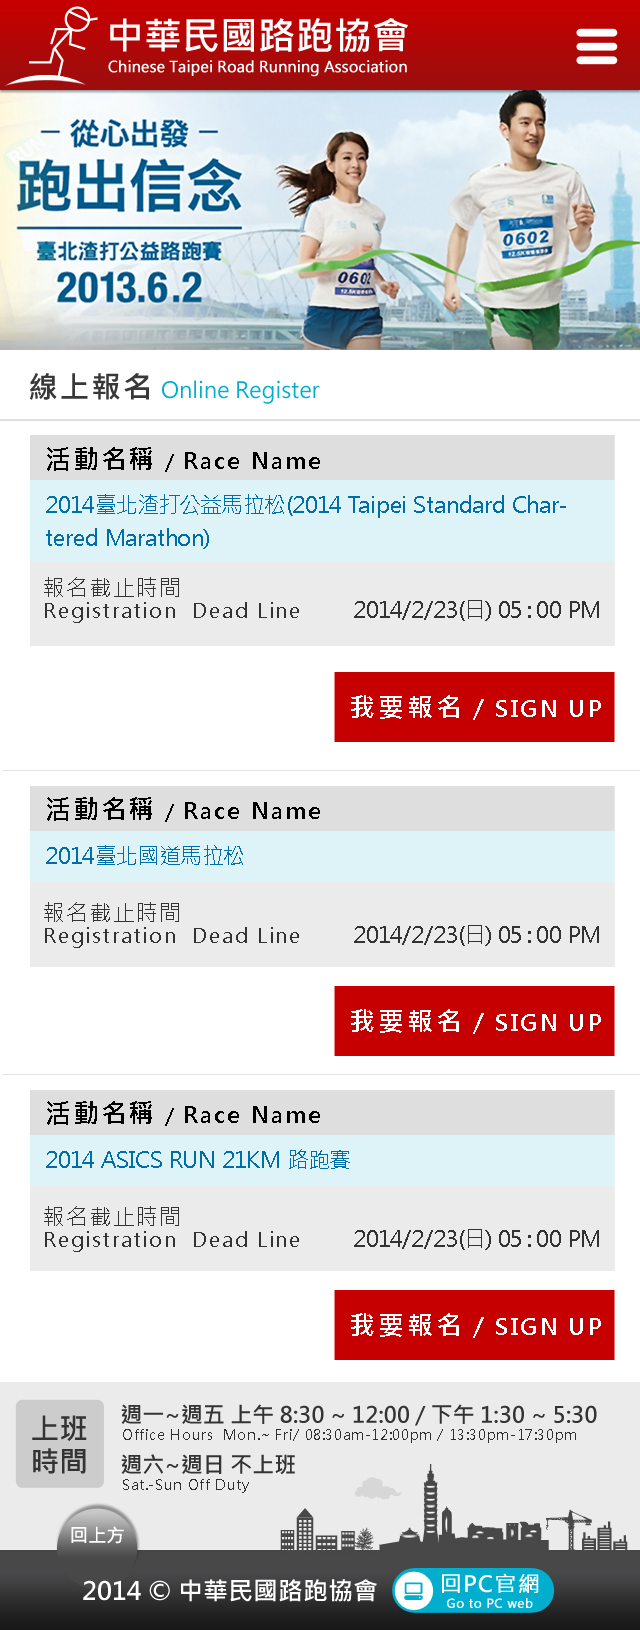 中華民國路跑協會
Chinese Taipei Road Running Association
－從心出發－
跑出信念
臺北渣打公益路跑賽
2013.6.2
0602
12.5K
0602
12.5K
線上報名 Online Register
活動名稱 / Race Name
2014臺北渣打公益馬拉松(2014 Taipei Standard Char-
tered Marathon)
報名截止時間
Registration Dead Line 2014/2/23(日) 05:00 PM
我要報名 / SIGN UP
活動名稱 / Race Name
2014臺北國道馬拉松
報名截止時間
Registration Dead Line 2014/2/23(日) 05:00 PM
我要報名 / SIGN UP
活動名稱 / Race Name
2014 ASICS RUN 21KM 路跑賽
報名截止時間
Registration Dead Line 2014/2/23(日) 05:00 PM
我要報名 / SIGN UP
上班
時間
週一~週五 上午 8:30 ~ 12:00 / 下午 1:30 ~ 5:30
Office Hours Mon.~ Fri/ 08:30am-12:00pm / 13:30pm-17:30pm
週六~週日 不上班
Sat.-Sun Off Duty
回上方
2014 © 中華民國路跑協會
回PC官網
Go to PC web